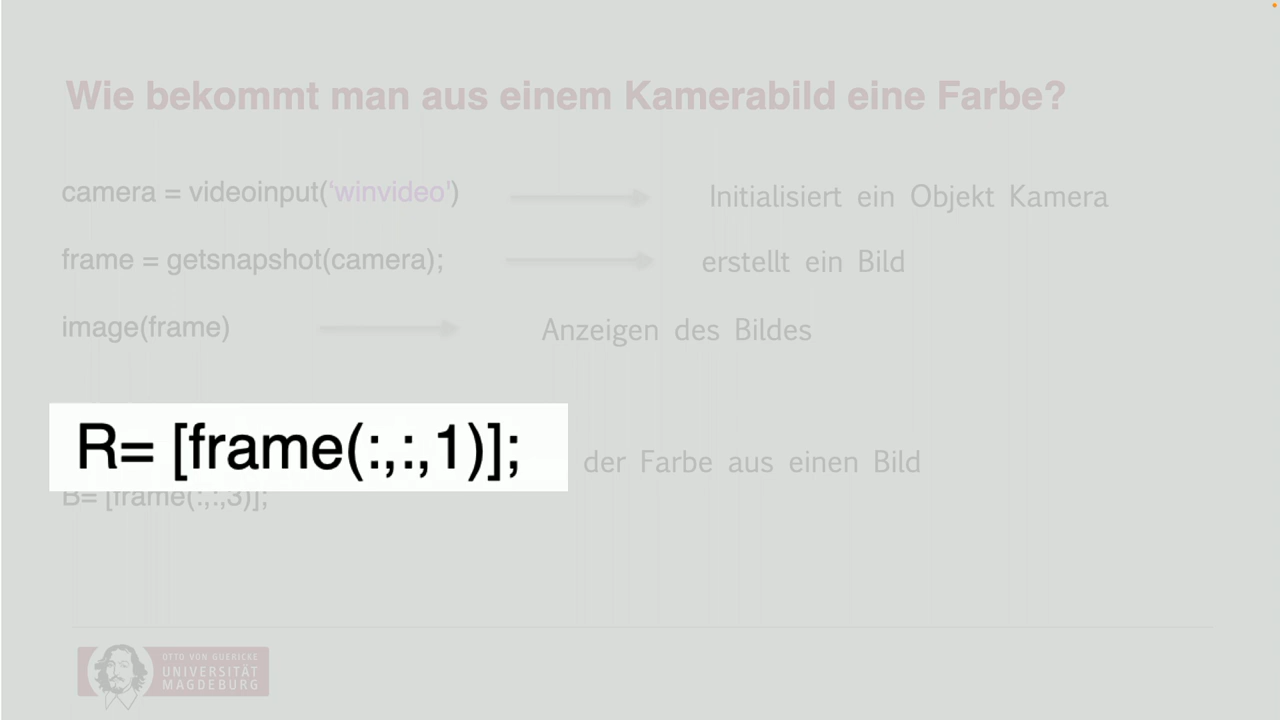 Wie bekommt man aus einem Kamerabild eine Farbe?
camera = videoinput(‘winvideo’)
Initialisiert ein Objekt Kamera
frame = getsnapshot(camera);
erstellt ein Bild
image(frame)
Anzeigen des Bildes
R= [frame(:,:,1)];
der Farbe aus einen Bild
B= [frame(:,:,3)];
OTTO VON GUERICKE
UNIVERSITÄT
MAGDEBURG